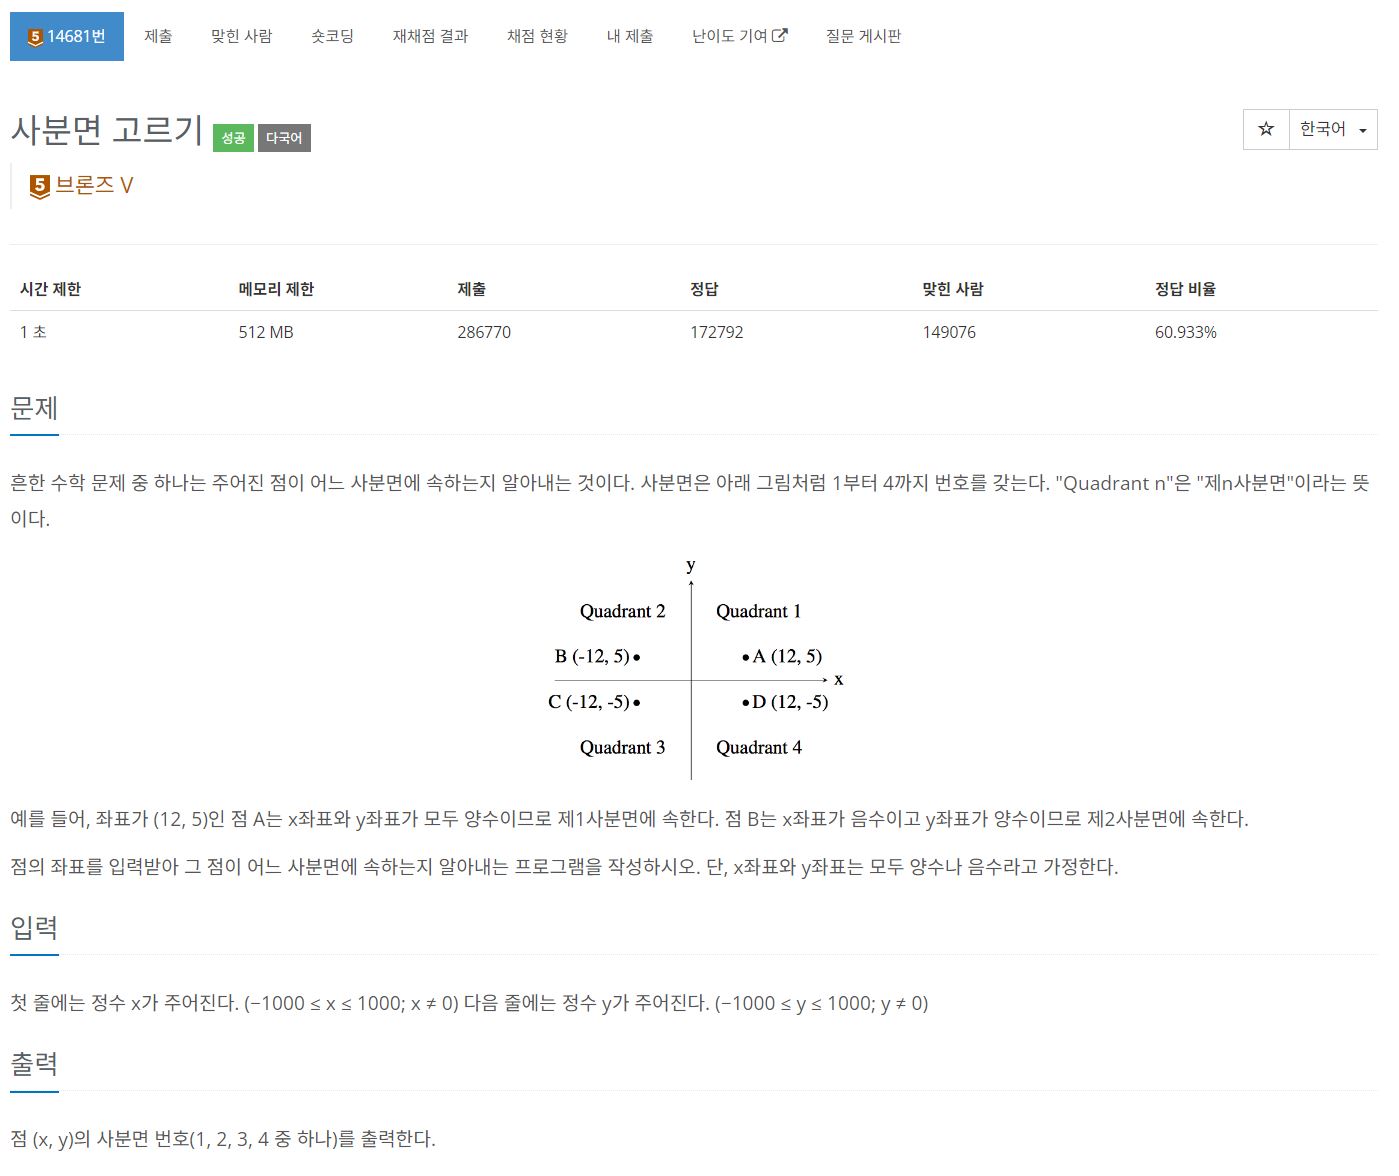 5 14681번 제출 맞힌 사람 숏코딩 재채점 결과 채점 현황 내 제출 난이도 기여 질문 게시판
사분면 고르기 성공 다국어 한국어
5 브론즈 V
시간 제한 메모리 제한 제출 정답 맞힌 사람 정답 비율
1 초 512 MB 286770 172792 149076 60.933%
문제
흔한 수학 문제 중 하나는 주어진 점이 어느 사분면에 속하는지 알아내는 것이다. 사분면은 아래 그림처럼 1부터 4까지 번호를 갖는다. "Quadrant n"은 "제n사분면"이라는 뜻
이다.
y
Quadrant 2 Quadrant 1
B (-12, 5) A (12, 5)
x
C (-12, -5) D (12, -5)
Quadrant 3 Quadrant 4
예를 들어, 좌표가 (12, 5)인 점 A는 x좌표와 y좌표가 모두 양수이므로 제1사분면에 속한다. 점 B는 x좌표가 음수이고 y좌표가 양수이므로 제2사분면에 속한다.
점의 좌표를 입력받아 그 점이 어느 사분면에 속하는지 알아내는 프로그램을 작성하시오. 단, x좌표와 y좌표는 모두 양수나 음수라고 가정한다.
입력
첫 줄에는 정수 x가 주어진다. (−1000 ≤ x ≤ 1000; x ≠ 0) 다음 줄에는 정수 y가 주어진다. (−1000 ≤ y ≤ 1000; y ≠ 0)
출력
점 (x, y)의 사분면 번호(1, 2, 3, 4 중 하나)를 출력한다.